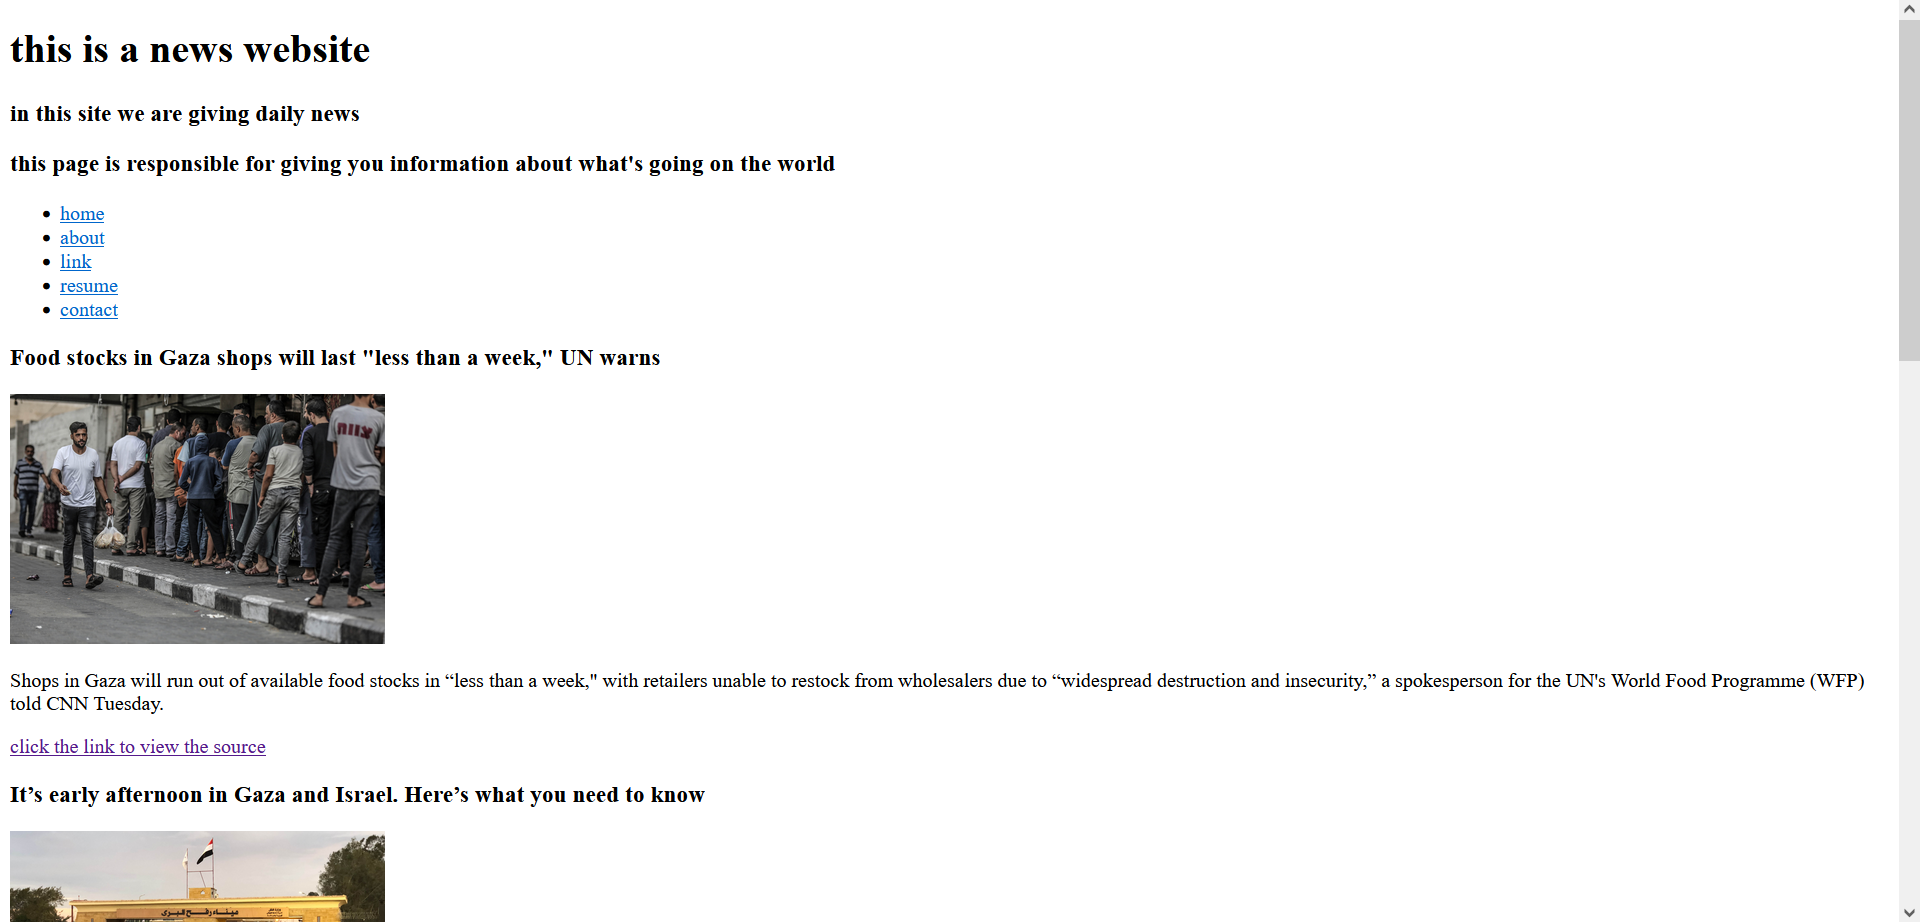 this is a news website
in this site we are giving daily news
this page is responsible for giving you information about what's going on the world
home
about
link
resume
contact
Food stocks in Gaza shops will last "less than a week," UN warns
Shops in Gaza will run out of available food stocks in “less than a week," with retailers unable to restock from wholesalers due to “widespread destruction and insecurity,” a spokesperson for the UN's World Food Programme (WFP)
told CNN Tuesday.
click the link to view the source
It’s early afternoon in Gaza and Israel. Here’s what you need to know
ميناء رفح البرى